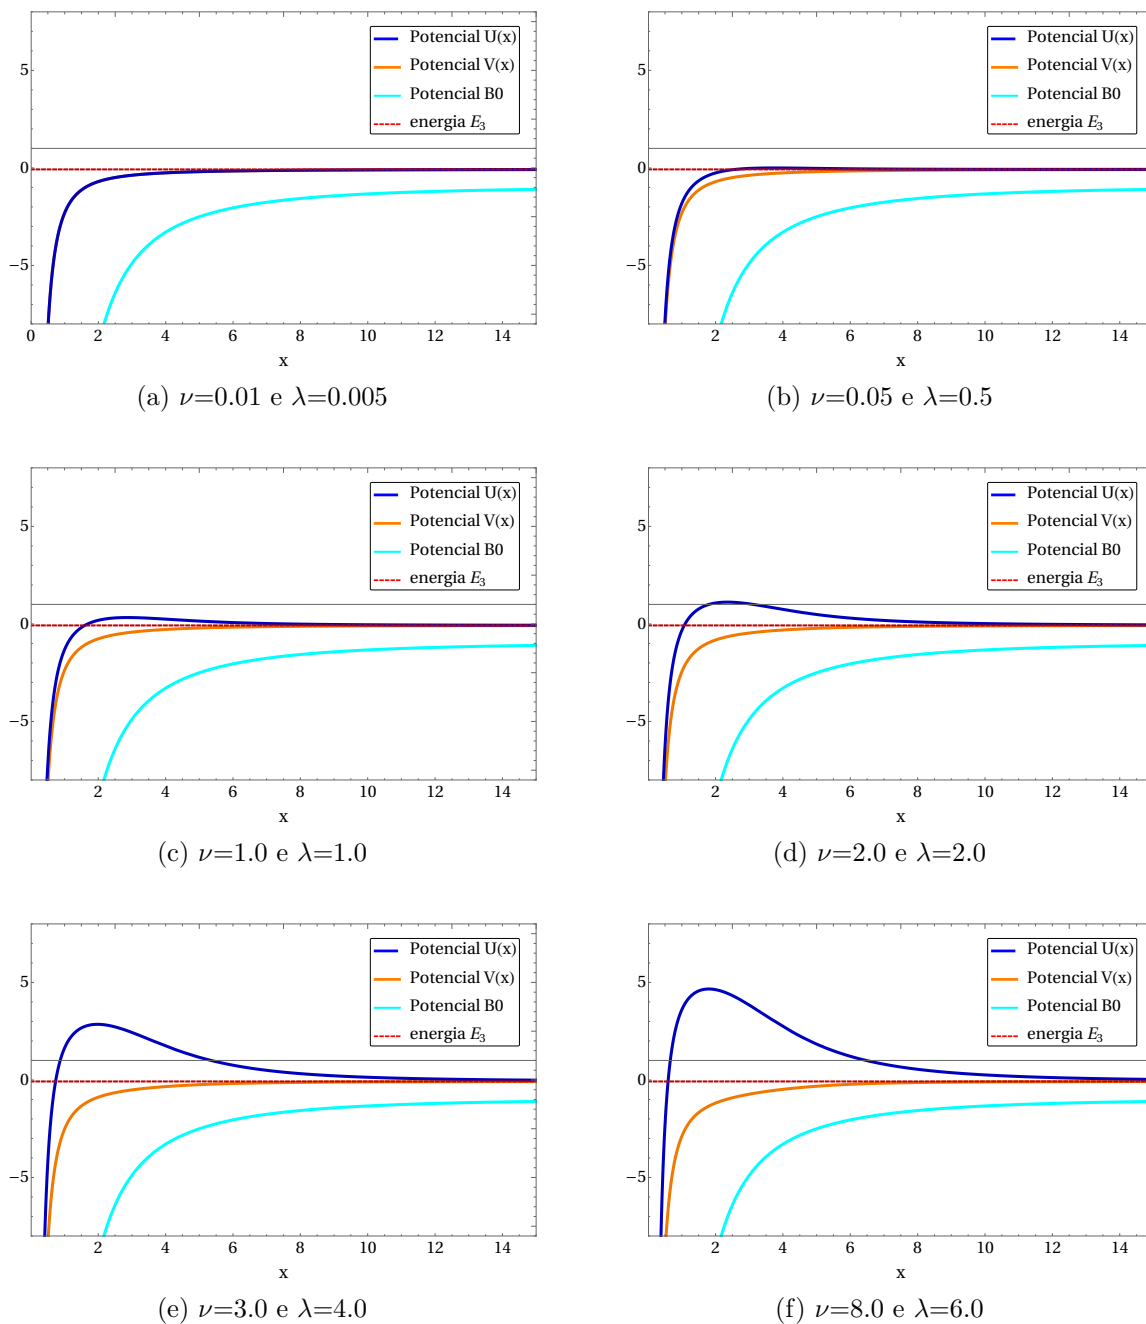 Potencial U(x)
Potencial V(x)
Potencial B0
energia E₃
5
0
−5
0 2 4 6 8 10 12 14
x
(a) ν=0.01 e λ=0.005
Potencial U(x)
Potencial V(x)
Potencial B0
energia E₃
5
0
−5
2 4 6 8 10 12 14
x
(b) ν=0.05 e λ=0.5
Potencial U(x)
Potencial V(x)
Potencial B0
energia E₃
5
0
−5
2 4 6 8 10 12 14
x
(c) ν=1.0 e λ=1.0
Potencial U(x)
Potencial V(x)
Potencial B0
energia E₃
5
0
−5
2 4 6 8 10 12 14
x
(d) ν=2.0 e λ=2.0
Potencial U(x)
Potencial V(x)
Potencial B0
energia E₃
5
0
−5
2 4 6 8 10 12 14
x
(e) ν=3.0 e λ=4.0
Potencial U(x)
Potencial V(x)
Potencial B0
energia E₃
5
0
−5
2 4 6 8 10 12 14
x
(f) ν=8.0 e λ=6.0